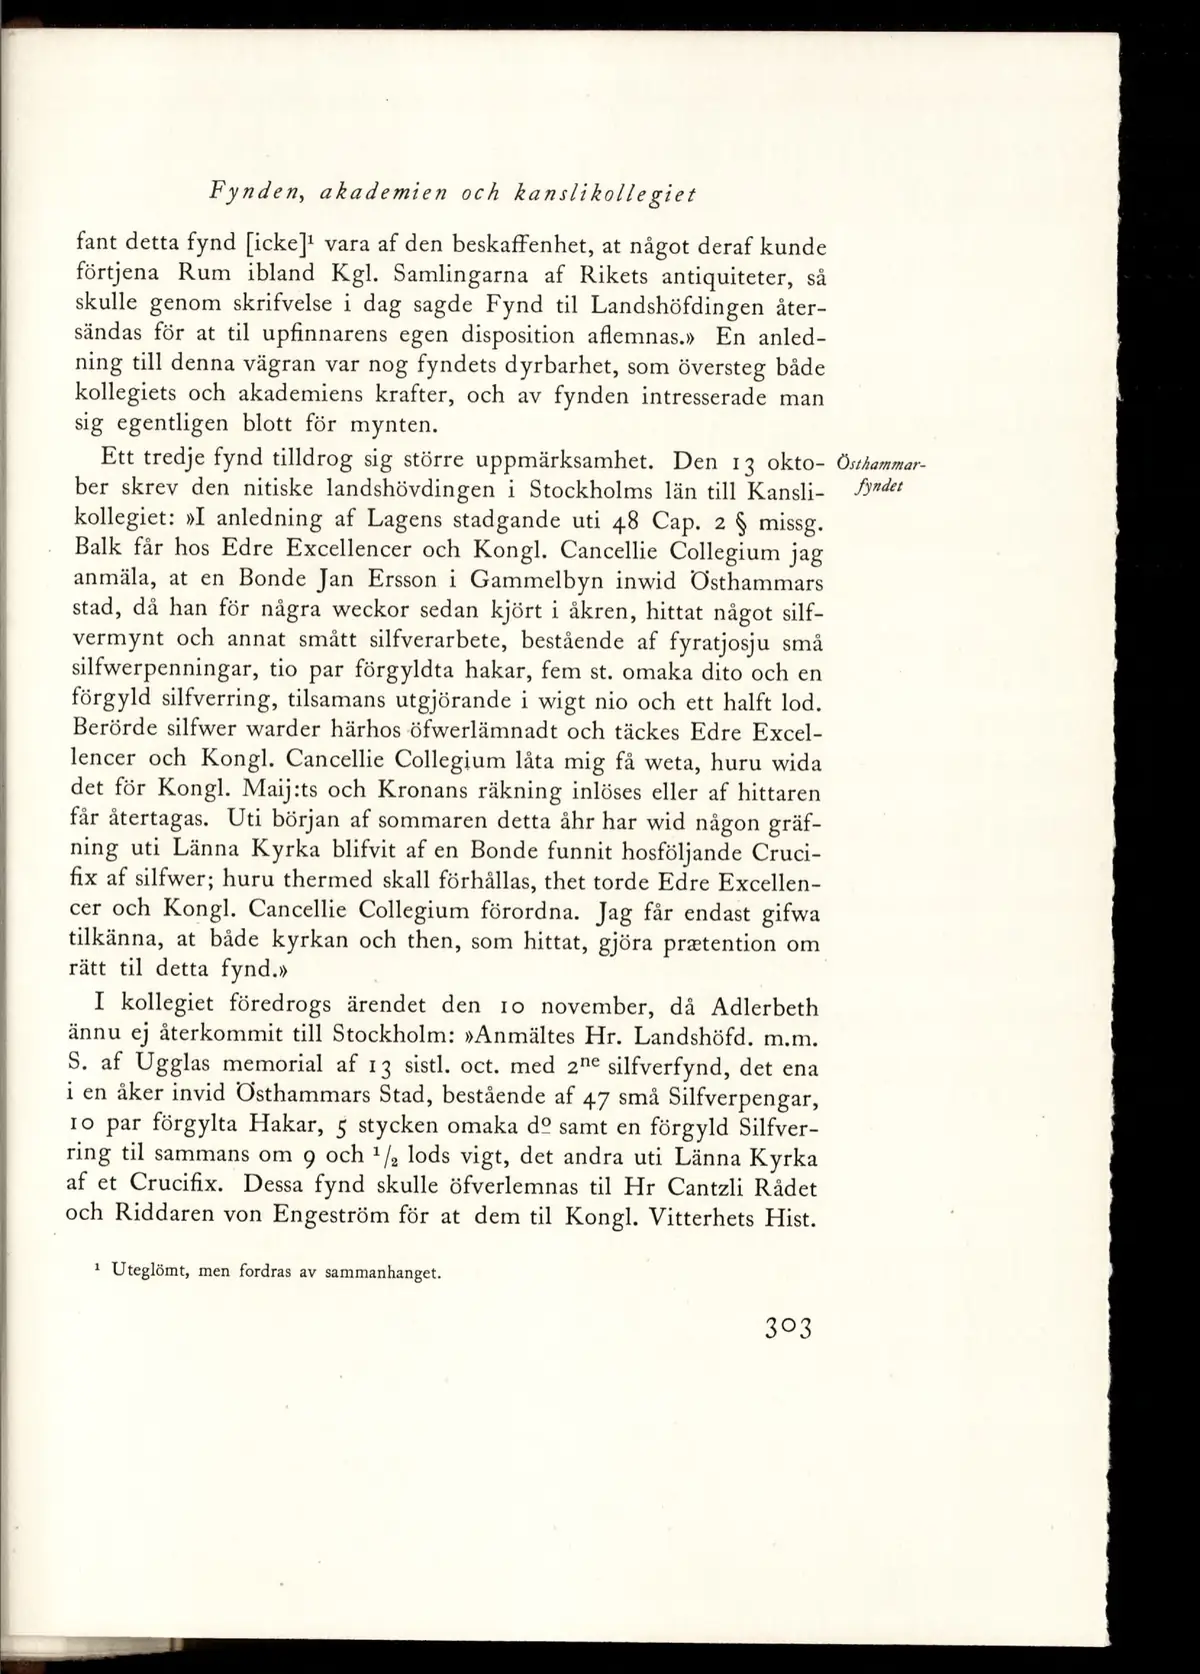 Fynden, akademien och kanslikollegiet
fant detta fynd [icke]¹ vara af den beskaffenhet, at något deraf kunde
förtjena Rum ibland Kgl. Samlingarna af Rikets antiquiteter, så
skulle genom skrifvelse i dag sagde Fynd til Landshöfdingen åter-
sändas för at til upfinnarens egen disposition aflemnas.» En anled-
ning till denna vägran var nog fyndets dyrbarhet, som översteg både
kollegiets och akademiens krafter, och av fynden intresserade man
sig egentligen blott för mynten.
Ett tredje fynd tilldrog sig större uppmärksamhet. Den 13 okto-
Östhammar-
fyndet
ber skrev den nitiske landshövdingen i Stockholms län till Kansli-
kollegiet: »I anledning af Lagens stadgande uti 48 Cap. 2 § missg.
Balk får hos Edre Excellencer och Kongl. Cancellie Collegium jag
anmäla, at en Bonde Jan Ersson i Gammelbyn inwid Östhammars
stad, då han för några weckor sedan kjört i åkren, hittat något silf-
vermynt och annat smått silfverarbete, bestående af fyratjosju små
silfwerpenningar, tio par förgyldta hakar, fem st. omaka dito och en
förgyld silfverring, tilsamans utgjörande i wigt nio och ett halft lod.
Berörde silfwer warder härhos öfwerlämnadt och täckes Edre Excel-
lencer och Kongl. Cancellie Collegium låta mig få weta, huru wida
det för Kongl. Maij:ts och Kronans räkning inlöses eller af hittaren
får återtagas. Uti början af sommaren detta åhr har wid någon gräf-
ning uti Länna Kyrka blifvit af en Bonde funnit hosföljande Cruci-
fix af silfwer; huru thermed skall förhållas, thet torde Edre Excellen-
cer och Kongl. Cancellie Collegium förordna. Jag får endast gifwa
tilkänna, at både kyrkan och then, som hittat, gjöra prætention om
rätt til detta fynd.»
I kollegiet föredrogs ärendet den 10 november, då Adlerbeth
ännu ej återkommit till Stockholm: »Anmältes Hr. Landshöfd. m.m.
S. af Ugglas memorial af 13 sistl. oct. med 2ne silfverfynd, det ena
i en åker invid Östhammars Stad, bestående af 47 små Silfverpengar,
10 par förgylta Hakar, 5 stycken omaka dº samt en förgyld Silfver-
ring til sammans om 9 och 1/2 lods vigt, det andra uti Länna Kyrka
af et Crucifix. Dessa fynd skulle öfverlemnas til Hr Cantzli Rådet
och Riddaren von Engeström för at dem til Kongl. Vitterhets Hist.
¹ Uteglömt, men fordras av sammanhanget.
303